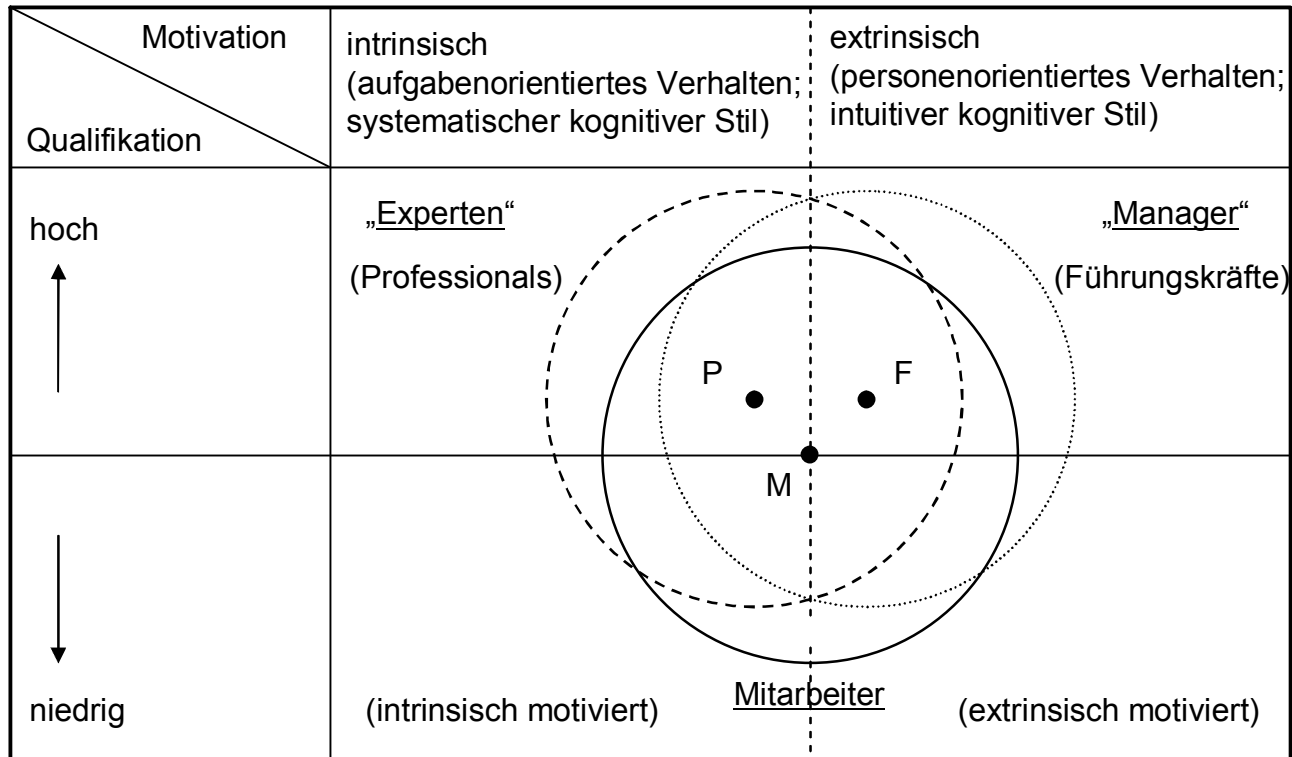 Motivation
Qualifikation
intrinsisch
(aufgabenorientiertes Verhalten;
systematischer kognitiver Stil)
extrinsisch
(personenorientiertes Verhalten;
intuitiver kognitiver Stil)
hoch
„Experten“
(Professionals)
„Manager“
(Führungskräfte)
P
F
M
niedrig
(intrinsisch motiviert)
Mitarbeiter
(extrinsisch motiviert)